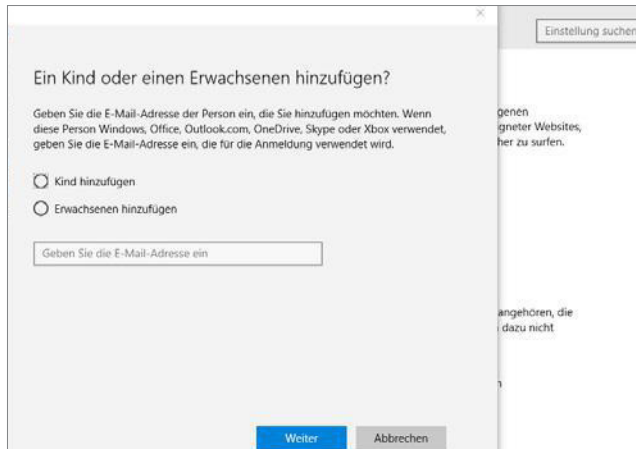 Einstellung suchen
Ein Kind oder einen Erwachsenen hinzufügen?
Geben Sie die E-Mail-Adresse der Person ein, die Sie hinzufügen möchten. Wenn
diese Person Windows, Office, Outlook.com, OneDrive, Skype oder Xbox verwendet,
geben Sie die E-Mail-Adresse ein, die für die Anmeldung verwendet wird.
Kind hinzufügen
Erwachsenen hinzufügen
Geben Sie die E-Mail-Adresse ein
Weiter
Abbrechen
genen
igneter Websites,
her zu surfen.
angehören, die
dazu nicht